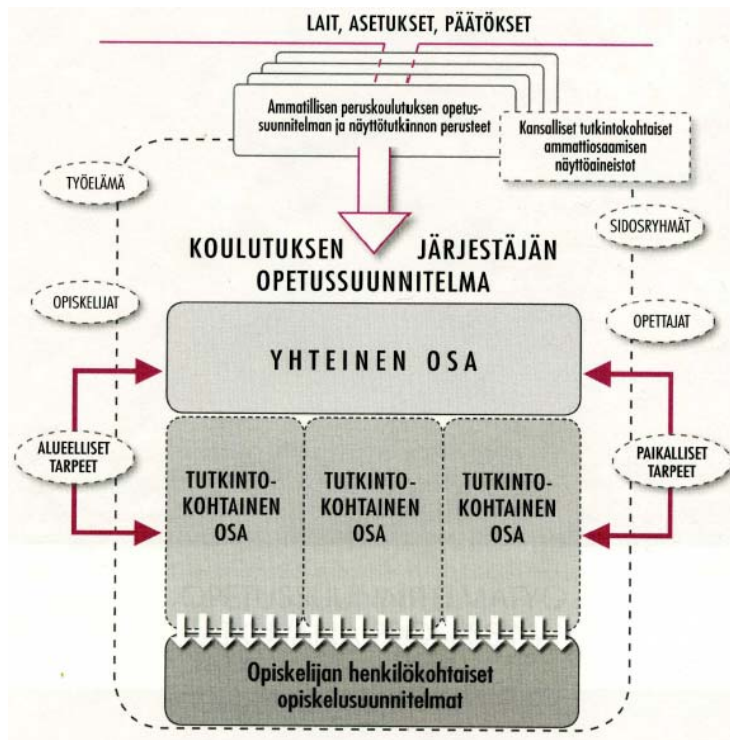 LAIT, ASETUKSET, PÄÄTÖKSET
Ammatillisen peruskoulutuksen opetus-
suunnitelman ja näyttötutkinnon perusteet
Kansalliset tutkintokohtaiset
ammattiosaamisen
näyttöaineistot
TYÖELÄMÄ
SIDOSRYHMÄT
KOULUTUKSEN JÄRJESTÄJÄN
OPETUSSUUNNITELMA
OPISKELIJAT
OPETTAJAT
YHTEINEN OSA
ALUEELLISET
TARPEET
PAIKALLISET
TARPEET
TUTKINTO-
KOHTAINEN
OSA
TUTKINTO-
KOHTAINEN
OSA
TUTKINTO-
KOHTAINEN
OSA
Opiskelijan henkilökohtaiset
opiskelusuunnitelmat